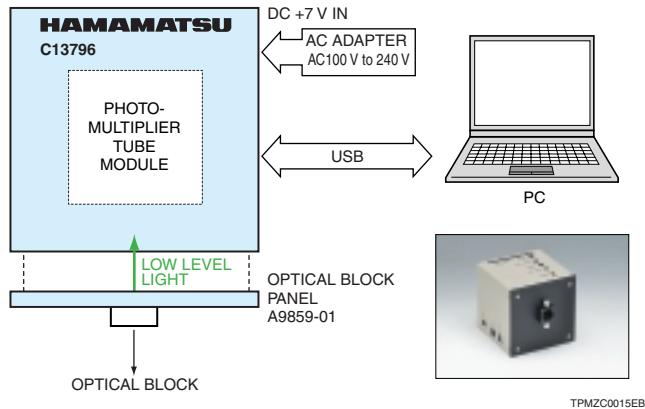 HAMAMATSU
C13796
DC +7 V IN
AC ADAPTER
AC100 V to 240 V
PHOTO-
MULTIPLIER
TUBE
MODULE
USB
PC
LOW LEVEL
LIGHT
OPTICAL BLOCK
PANEL
A9859-01
OPTICAL BLOCK
TPMZC0015EB